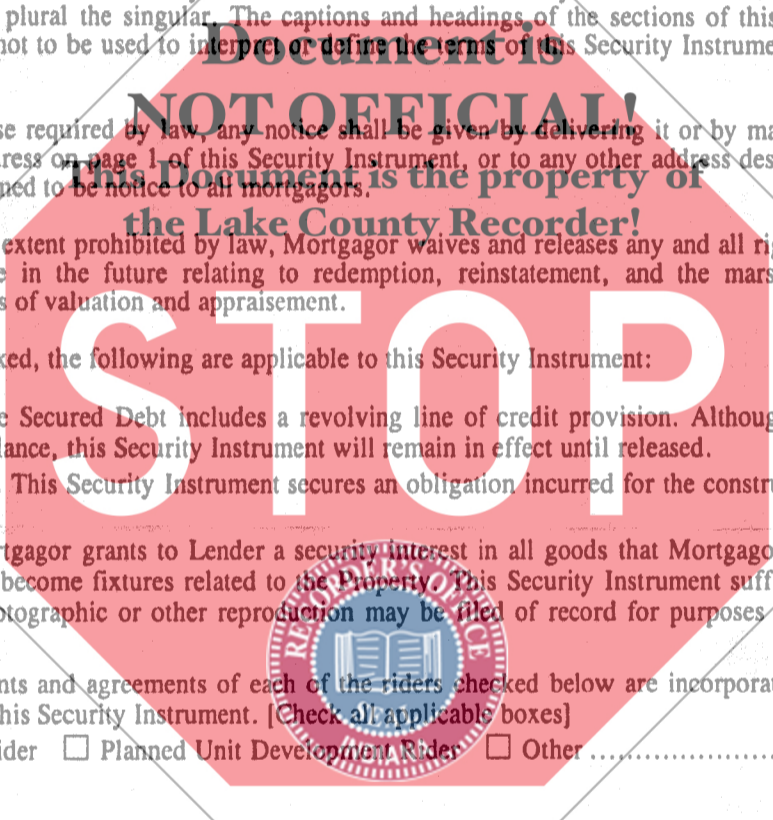 plural the singular. The captions and headings of the sections of this
not to be used to interpret or define the terms of this Security Instrume
Document is
NOT OFFICIAL!
se required by law, any notice shall be given by delivering it or by ma
ress on page 1 of this Security Instrument, or to any other address des
This Document is the property of
ned to be notice to all mortgagors.
the Lake County Recorder!
extent prohibited by law, Mortgagor waives and releases any and all rig
e in the future relating to redemption, reinstatement, and the mars
s of valuation and appraisement.
STOP
ked, the following are applicable to this Security Instrument:
e Secured Debt includes a revolving line of credit provision. Althoug
lance, this Security Instrument will remain in effect until released.
. This Security Instrument secures an obligation incurred for the constru
rtgagor grants to Lender a security interest in all goods that Mortgago
become fixtures related to the Property. This Security Instrument suff
otographic or other reproduction may be filed of record for purposes
RECORDER'S OFFICE
SEAL
INDIANA
nts and agreements of each of the riders checked below are incorporat
his Security Instrument. [Check all applicable boxes]
ider ☐ Planned Unit Development Rider ☐ Other ........................